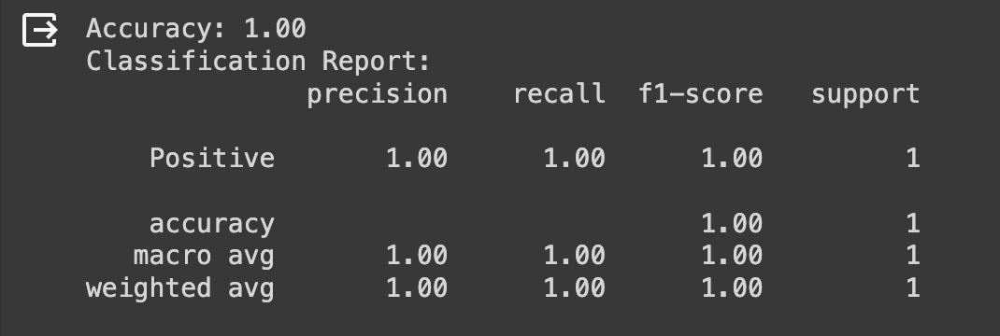 Accuracy: 1.00
Classification Report:
precision recall f1-score support
Positive 1.00 1.00 1.00 1
accuracy 1.00 1
macro avg 1.00 1.00 1.00 1
weighted avg 1.00 1.00 1.00 1